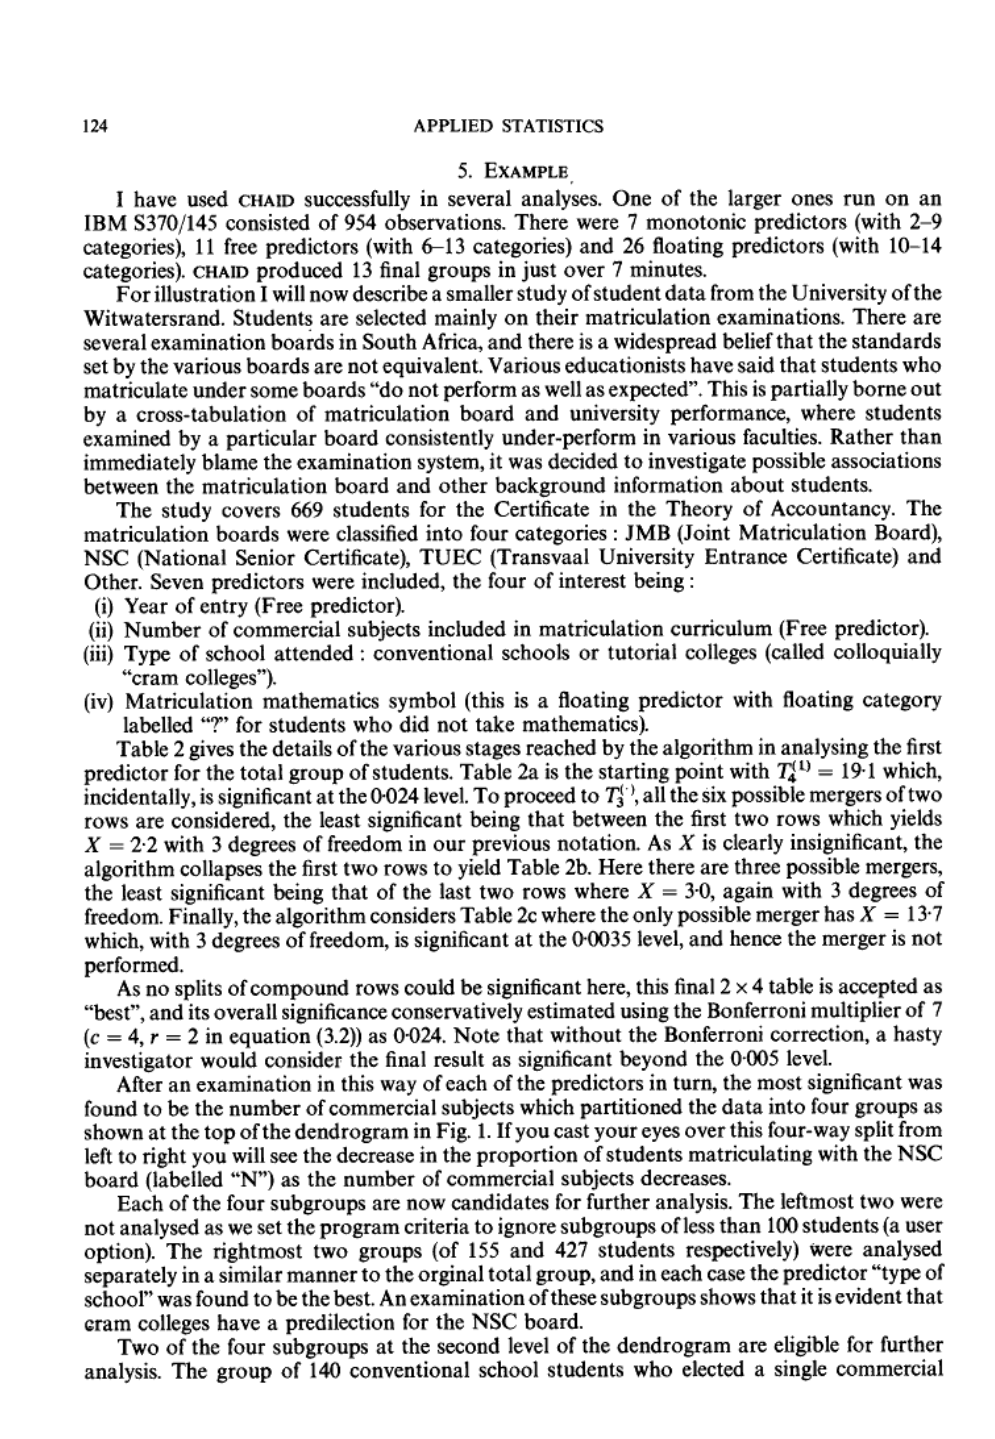 124 APPLIED STATISTICS
5. EXAMPLE
I have used CHAID successfully in several analyses. One of the larger ones run on an
IBM S370/145 consisted of 954 observations. There were 7 monotonic predictors (with 2–9
categories), 11 free predictors (with 6–13 categories) and 26 floating predictors (with 10–14
categories). CHAID produced 13 final groups in just over 7 minutes.
For illustration I will now describe a smaller study of student data from the University of the
Witwatersrand. Students are selected mainly on their matriculation examinations. There are
several examination boards in South Africa, and there is a widespread belief that the standards
set by the various boards are not equivalent. Various educationists have said that students who
matriculate under some boards “do not perform as well as expected”. This is partially borne out
by a cross-tabulation of matriculation board and university performance, where students
examined by a particular board consistently under-perform in various faculties. Rather than
immediately blame the examination system, it was decided to investigate possible associations
between the matriculation board and other background information about students.
The study covers 669 students for the Certificate in the Theory of Accountancy. The
matriculation boards were classified into four categories : JMB (Joint Matriculation Board),
NSC (National Senior Certificate), TUEC (Transvaal University Entrance Certificate) and
Other. Seven predictors were included, the four of interest being :
(i) Year of entry (Free predictor).
(ii) Number of commercial subjects included in matriculation curriculum (Free predictor).
(iii) Type of school attended : conventional schools or tutorial colleges (called colloquially
“cram colleges”).
(iv) Matriculation mathematics symbol (this is a floating predictor with floating category
labelled “?” for students who did not take mathematics).
Table 2 gives the details of the various stages reached by the algorithm in analysing the first
predictor for the total group of students. Table 2a is the starting point with T₄⁽¹⁾ = 19·1 which,
incidentally, is significant at the 0·024 level. To proceed to T₃⁽·⁾, all the six possible mergers of two
rows are considered, the least significant being that between the first two rows which yields
X = 2·2 with 3 degrees of freedom in our previous notation. As X is clearly insignificant, the
algorithm collapses the first two rows to yield Table 2b. Here there are three possible mergers,
the least significant being that of the last two rows where X = 3·0, again with 3 degrees of
freedom. Finally, the algorithm considers Table 2c where the only possible merger has X = 13·7
which, with 3 degrees of freedom, is significant at the 0·0035 level, and hence the merger is not
performed.
As no splits of compound rows could be significant here, this final 2 × 4 table is accepted as
“best”, and its overall significance conservatively estimated using the Bonferroni multiplier of 7
(c = 4, r = 2 in equation (3.2)) as 0·024. Note that without the Bonferroni correction, a hasty
investigator would consider the final result as significant beyond the 0·005 level.
After an examination in this way of each of the predictors in turn, the most significant was
found to be the number of commercial subjects which partitioned the data into four groups as
shown at the top of the dendrogram in Fig. 1. If you cast your eyes over this four-way split from
left to right you will see the decrease in the proportion of students matriculating with the NSC
board (labelled “N”) as the number of commercial subjects decreases.
Each of the four subgroups are now candidates for further analysis. The leftmost two were
not analysed as we set the program criteria to ignore subgroups of less than 100 students (a user
option). The rightmost two groups (of 155 and 427 students respectively) were analysed
separately in a similar manner to the orginal total group, and in each case the predictor “type of
school” was found to be the best. An examination of these subgroups shows that it is evident that
cram colleges have a predilection for the NSC board.
Two of the four subgroups at the second level of the dendrogram are eligible for further
analysis. The group of 140 conventional school students who elected a single commercial